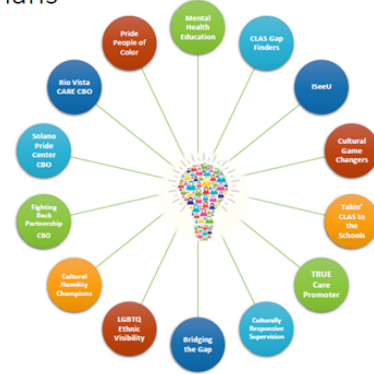 Mental
Health
Education
CLAS Gap
Finders
ISeeU
Cultural
Game
Changers
Takin'
CLAS to
the
Schools
TRUE
Care
Promoter
Culturally
Responsive
Supervision
Bridging
the Gap
LGBTQ
Ethnic
Visibility
Cultural
Humility
Champions
Fighting
Back
Partnership
CBO
Solano
Pride
Center
CBO
Rio Vista
CARE CBO
Pride
People of
Color